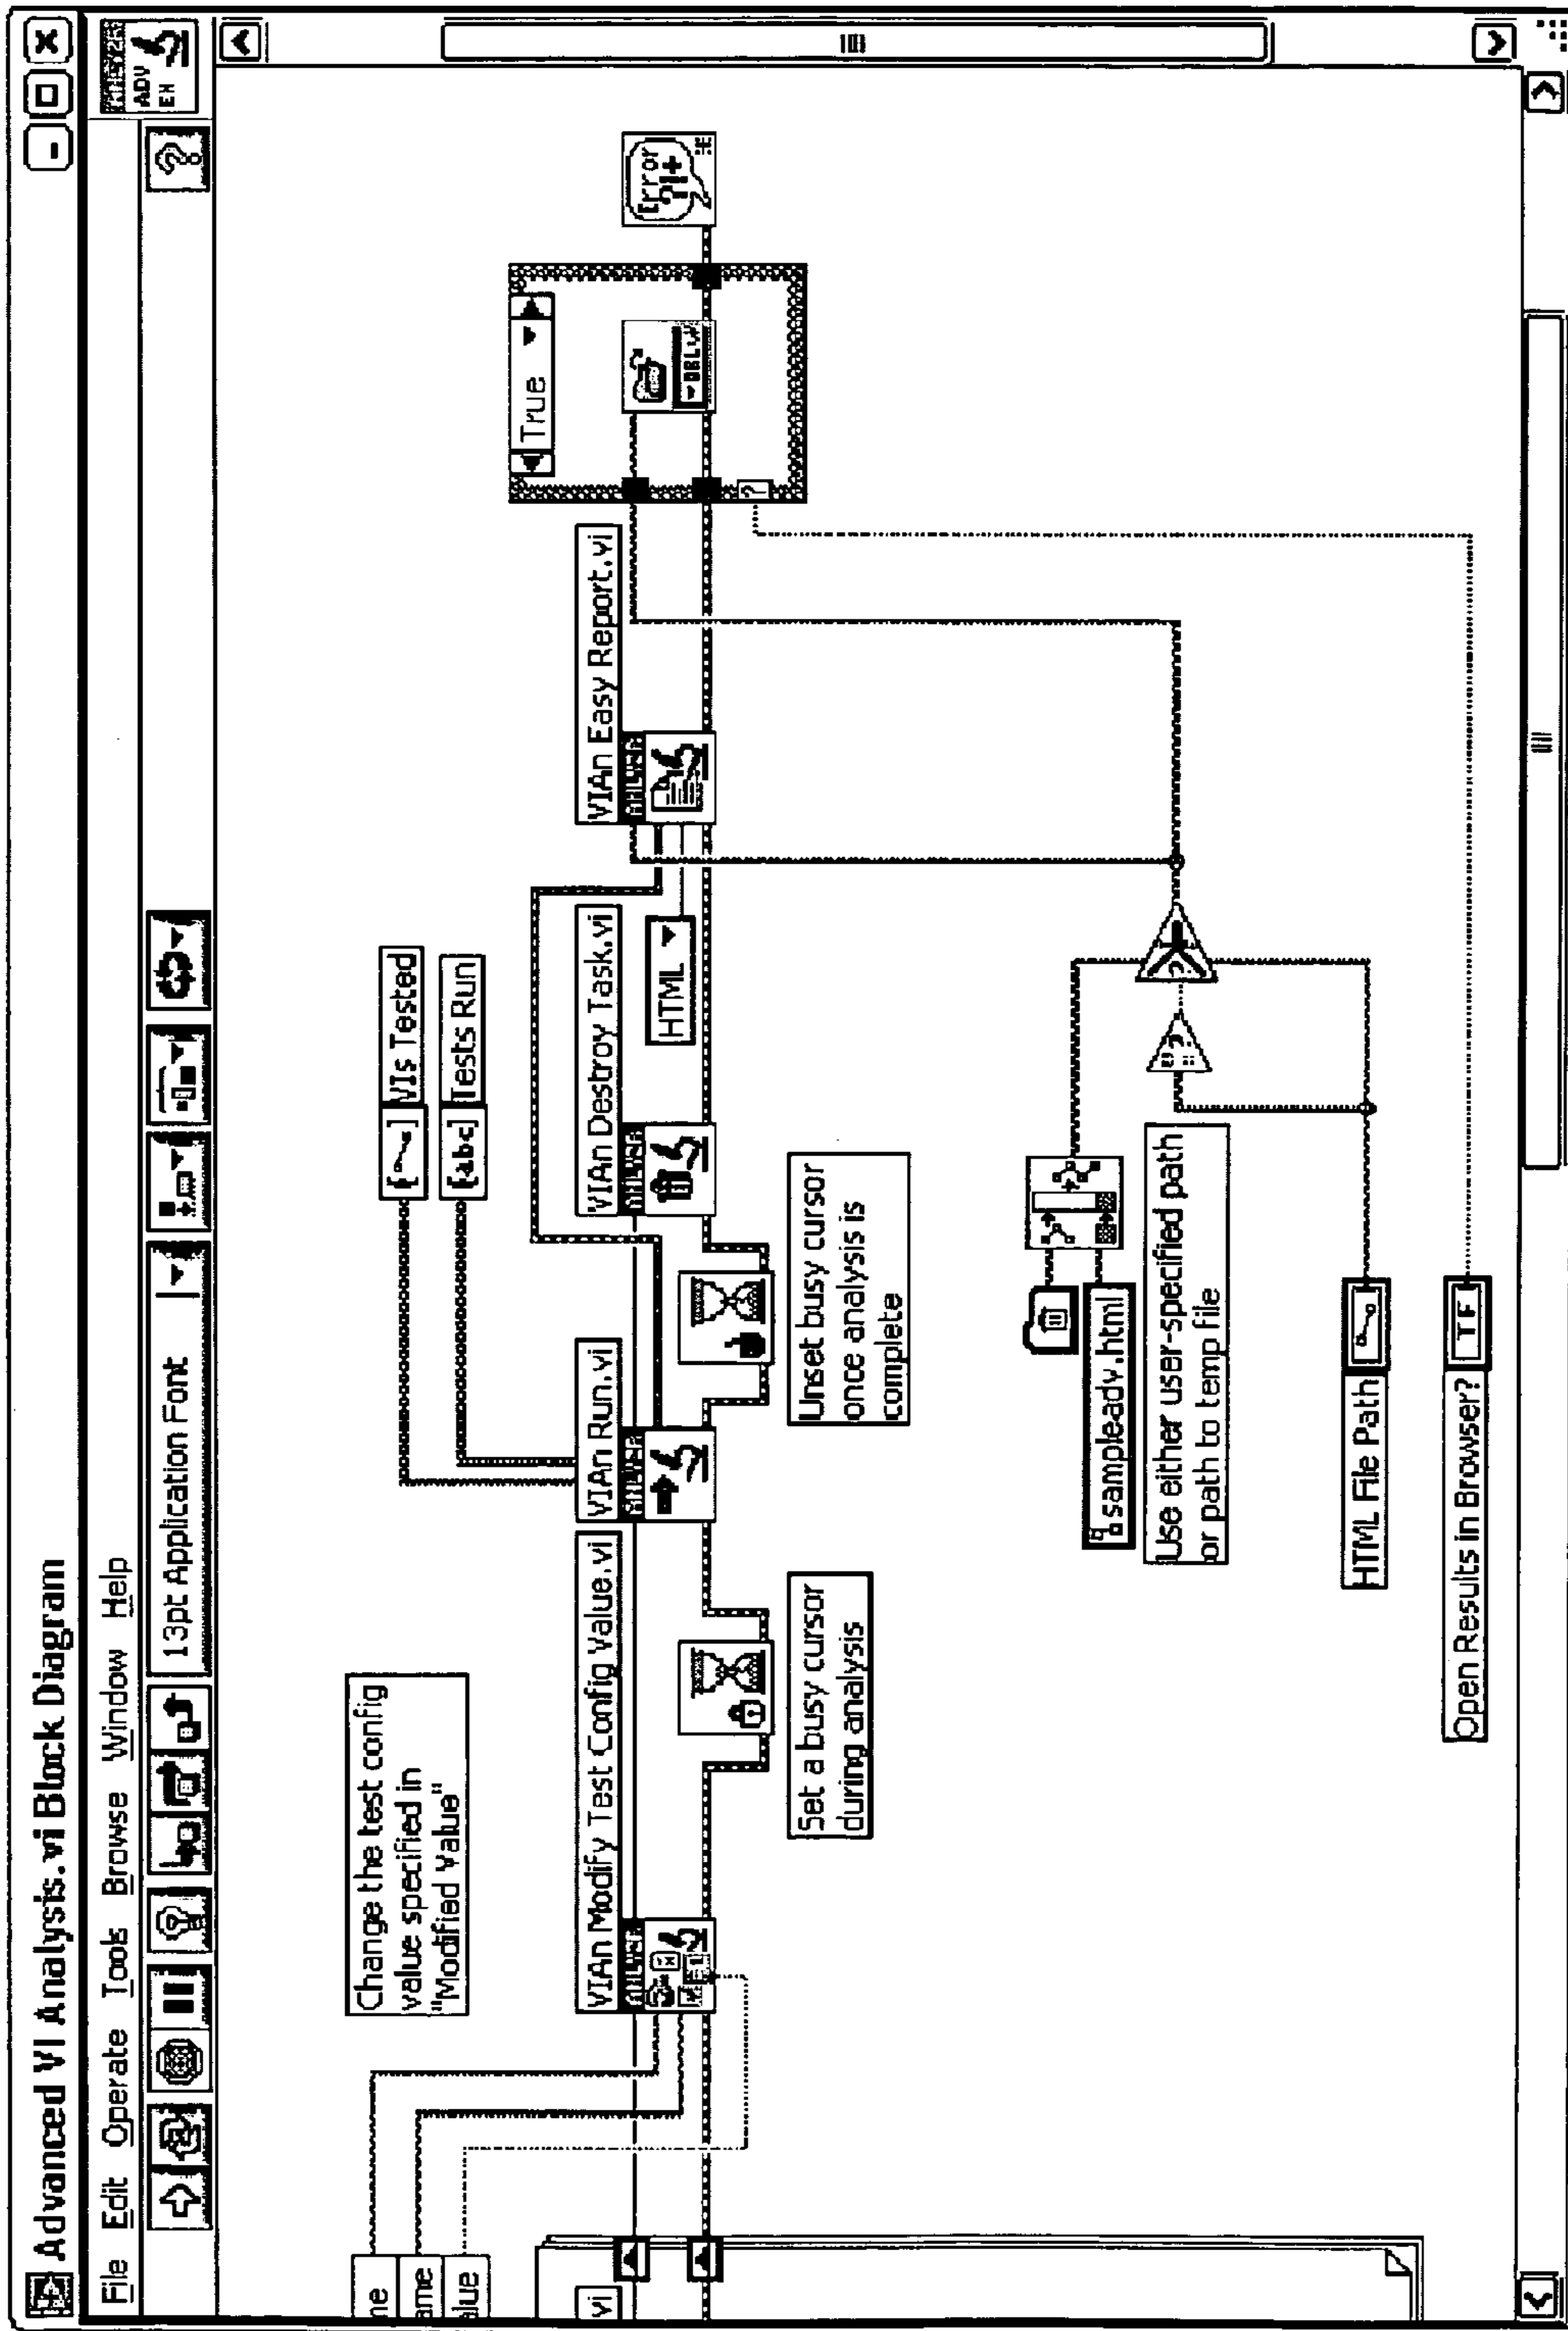 Advanced VI Analysis.vi Block Diagram
File Edit Operate Tools Browse Window Help
13pt Application Font
?
ADV
EN
Change the test config
value specified in
"Modified Value"
VIs Tested
[abc] Tests Run
ne
ame
alue
vi
VIAn Modify Test Config Value.vi
VIAn Run.vi
VIAn Destroy Task.vi
VIAn Easy Report.vi
True
HTML
Error
?!+
?
Set a busy cursor
during analysis
Unset busy cursor
once analysis is
complete
sampleadv.html
Use either user-specified path
or path to temp file
?
HTML File Path
Open Results in Browser?
TF